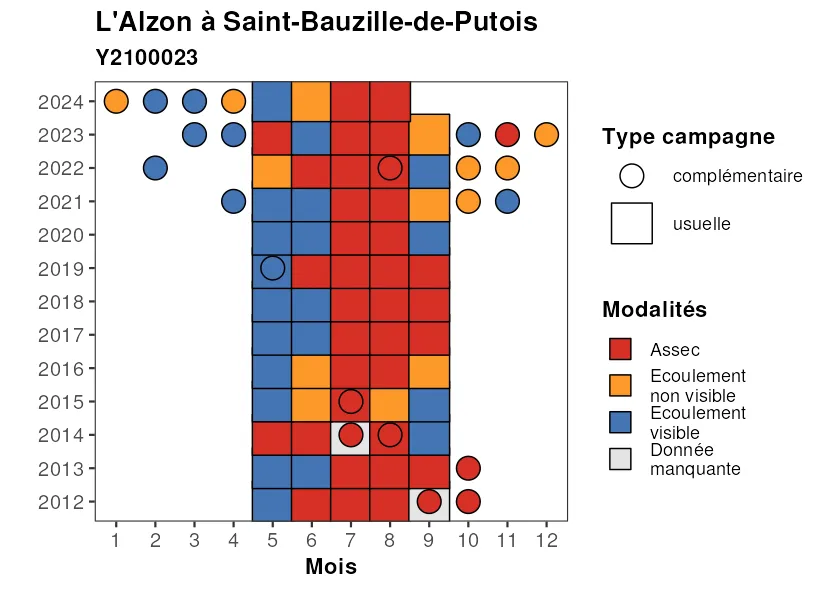 L'Alzon à Saint-Bauzille-de-Putois
Y2100023
2024
2023
2022
2021
2020
2019
2018
2017
2016
2015
2014
2013
2012
1 2 3 4 5 6 7 8 9 10 11 12
Mois
Type campagne
complémentaire
usuelle
Modalités
Assec
Ecoulement
non visible
Ecoulement
visible
Donnée
manquante